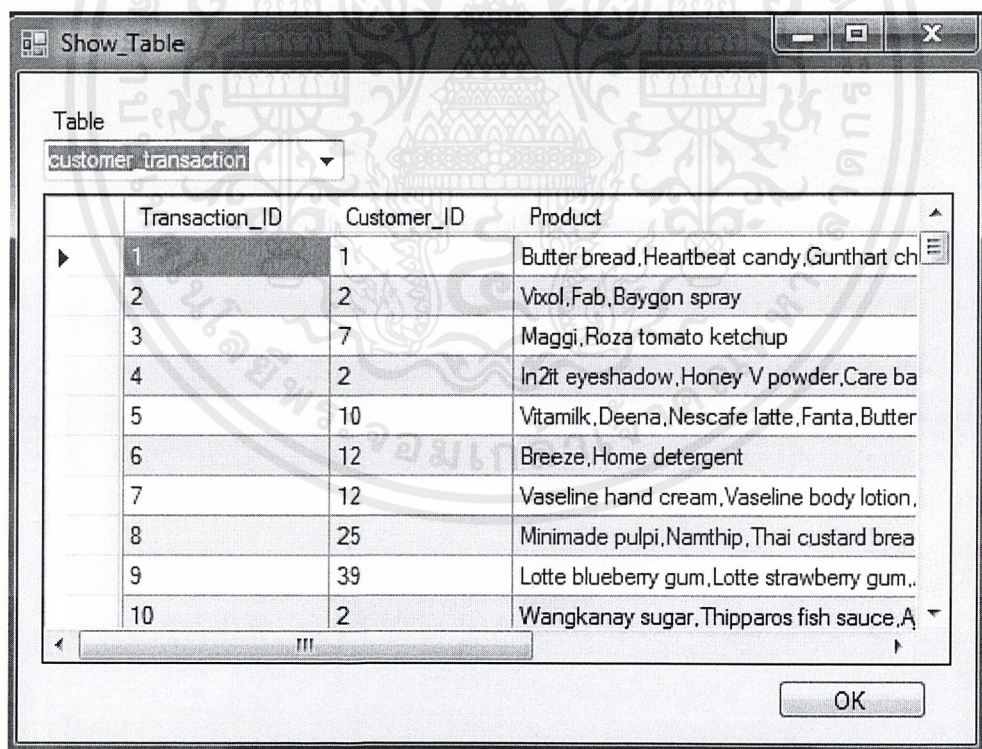 Show_Table
Table
customer_transaction
Transaction_ID Customer_ID Product
1 1 Butter bread,Heartbeat candy,Gunthart ch
2 2 Vixol,Fab,Baygon spray
3 7 Maggi,Roza tomato ketchup
4 2 In2it eyeshadow,Honey V powder,Care ba
5 10 Vitamilk,Deena,Nescafe latte,Fanta,Butter
6 12 Breeze,Home detergent
7 12 Vaseline hand cream,Vaseline body lotion,
8 25 Minimade pulpi,Namthip,Thai custard brea
9 39 Lotte blueberry gum,Lotte strawberry gum,.
10 2 Wangkanay sugar,Thipparos fish sauce,A
OK